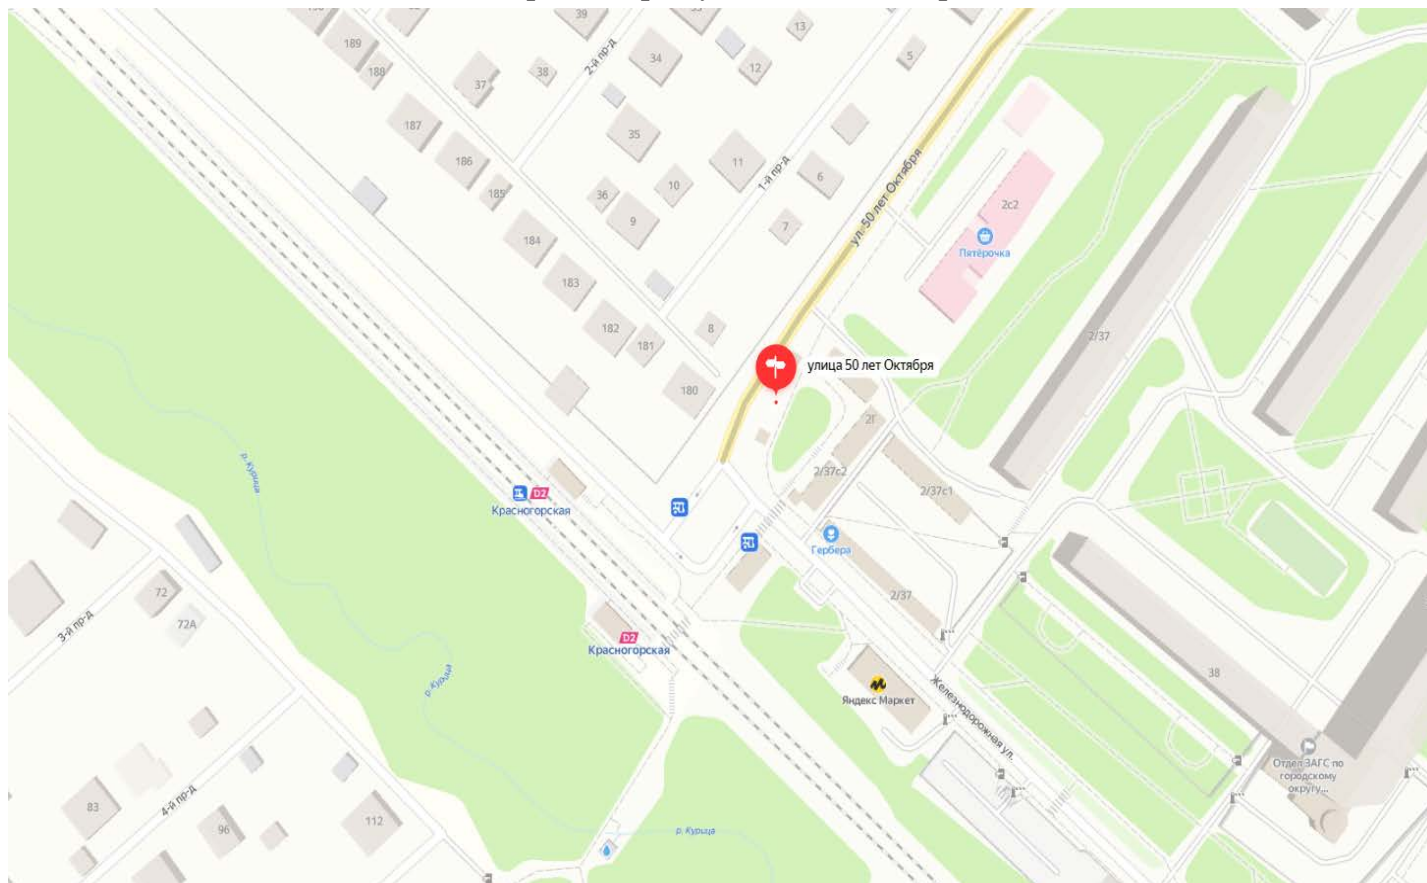 189
188
39
2-й пр-д
34
13
12
5
37
38
187
35
186
11
1-й пр-д
6
185
36
10
9
7
184
183
182
181
8
180
ул. 50 лет Октября
2с2
Пятёрочка
2/37
улица 50 лет Октября
2Г
2/37с2
2/37с1
р. Курица
D2
Красногорская
Гербера
2/37
72
72А
3-й пр-д
D2
Красногорская
р. Курица
38
Яндекс Маркет
Железнодорожная ул.
Отдел ЗАГС по
городскому
округу...
83
4-й пр-д
96
112
р. Курица